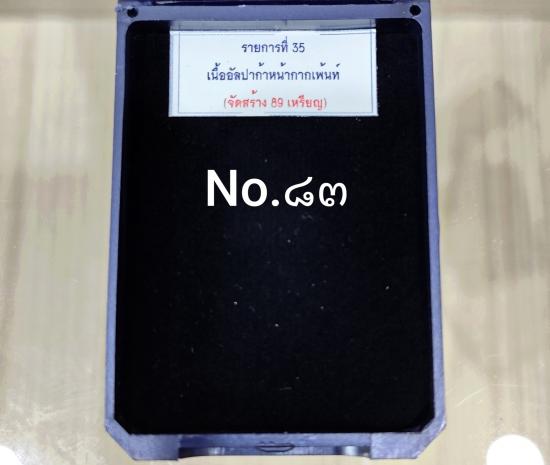 รายการที่ 35
เนื้ออัลปาก้าหน้ากากเพ้นท์
(จัดสร้าง 89 เหรียญ)
No.๘๓